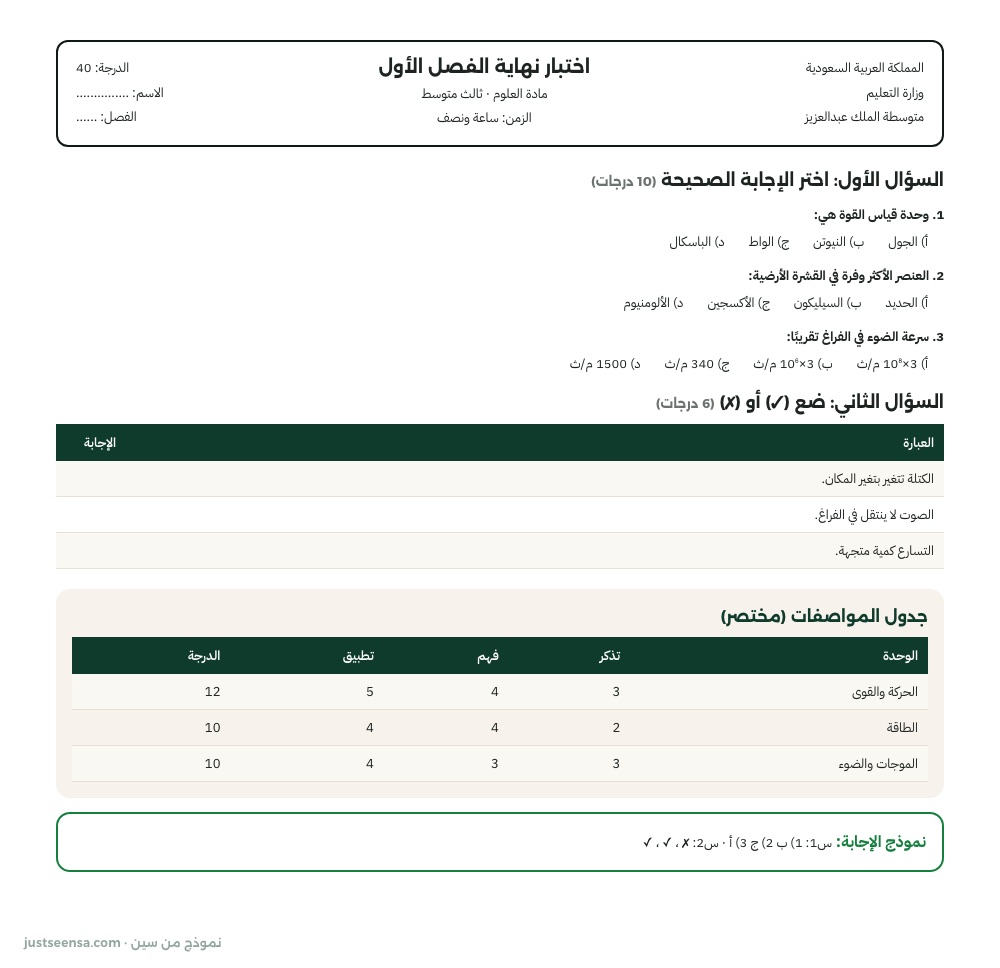 المملكة العربية السعودية
وزارة التعليم
متوسطة الملك عبدالعزيز
اختبار نهاية الفصل الأول
مادة العلوم · ثالث متوسط
الزمن: ساعة ونصف
الدرجة: 40
الاسم: ...............
الفصل: ......
السؤال الأول: اختر الإجابة الصحيحة (10 درجات)
1. وحدة قياس القوة هي:
أ) الجول ب) النيوتن ج) الواط د) الباسكال
2. العنصر الأكثر وفرة في القشرة الأرضية:
أ) الحديد ب) السيليكون ج) الأكسجين د) الألومنيوم
3. سرعة الضوء في الفراغ تقريبًا:
أ) 3×10⁸ م/ث ب) 3×10⁶ م/ث ج) 340 م/ث د) 1500 م/ث
السؤال الثاني: ضع (✓) أو (✗) (6 درجات)
العبارة الإجابة
الكتلة تتغير بتغير المكان.
الصوت لا ينتقل في الفراغ.
التسارع كمية متجهة.
جدول المواصفات (مختصر)
الوحدة تذكر فهم تطبيق الدرجة
الحركة والقوى 3 4 5 12
الطاقة 2 4 4 10
الموجات والضوء 3 3 4 10
نموذج الإجابة: س1: 1) ب 2) ج 3) أ · س2: ✗ ، ✓ ، ✓
نموذج من سين · justseensa.com